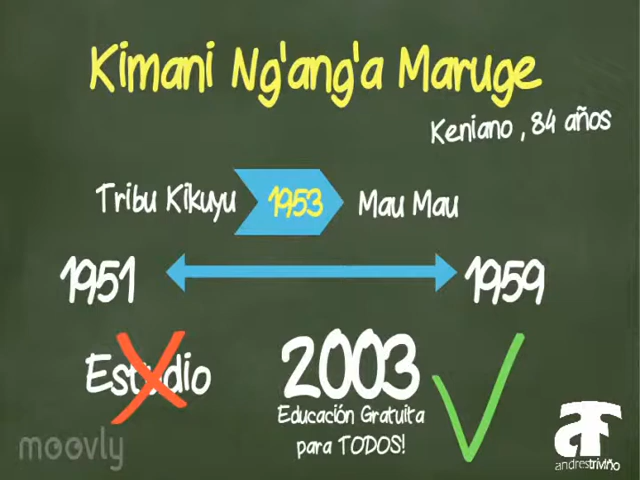 Kimani Ng'ang'a Maruge
Keniano, 84 años
Tribu Kikuyu 1953 Mau Mau
1951 1959
Estudio 2003
Educación Gratuita
para TODOS!
moovly
aT
andrestriviño